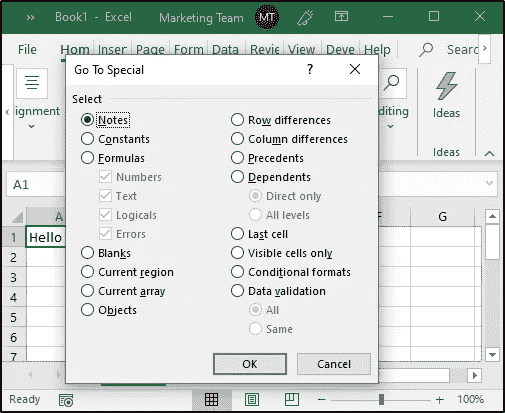 » Book1 - Excel Marketing Team MT
File Hom Inser Page Form Data Revie View Deve Help Searc
ignment diting Ideas
Ideas
A1
A F G
1 Hello
2
3
4
5
6
7
Go To Special ? ×
Select
Notes Row differences
Constants Column differences
Formulas Precedents
Numbers Dependents
Text Direct only
Logicals All levels
Errors Last cell
Blanks Visible cells only
Current region Conditional formats
Current array Data validation
Objects All
Same
OK Cancel
Ready 100%